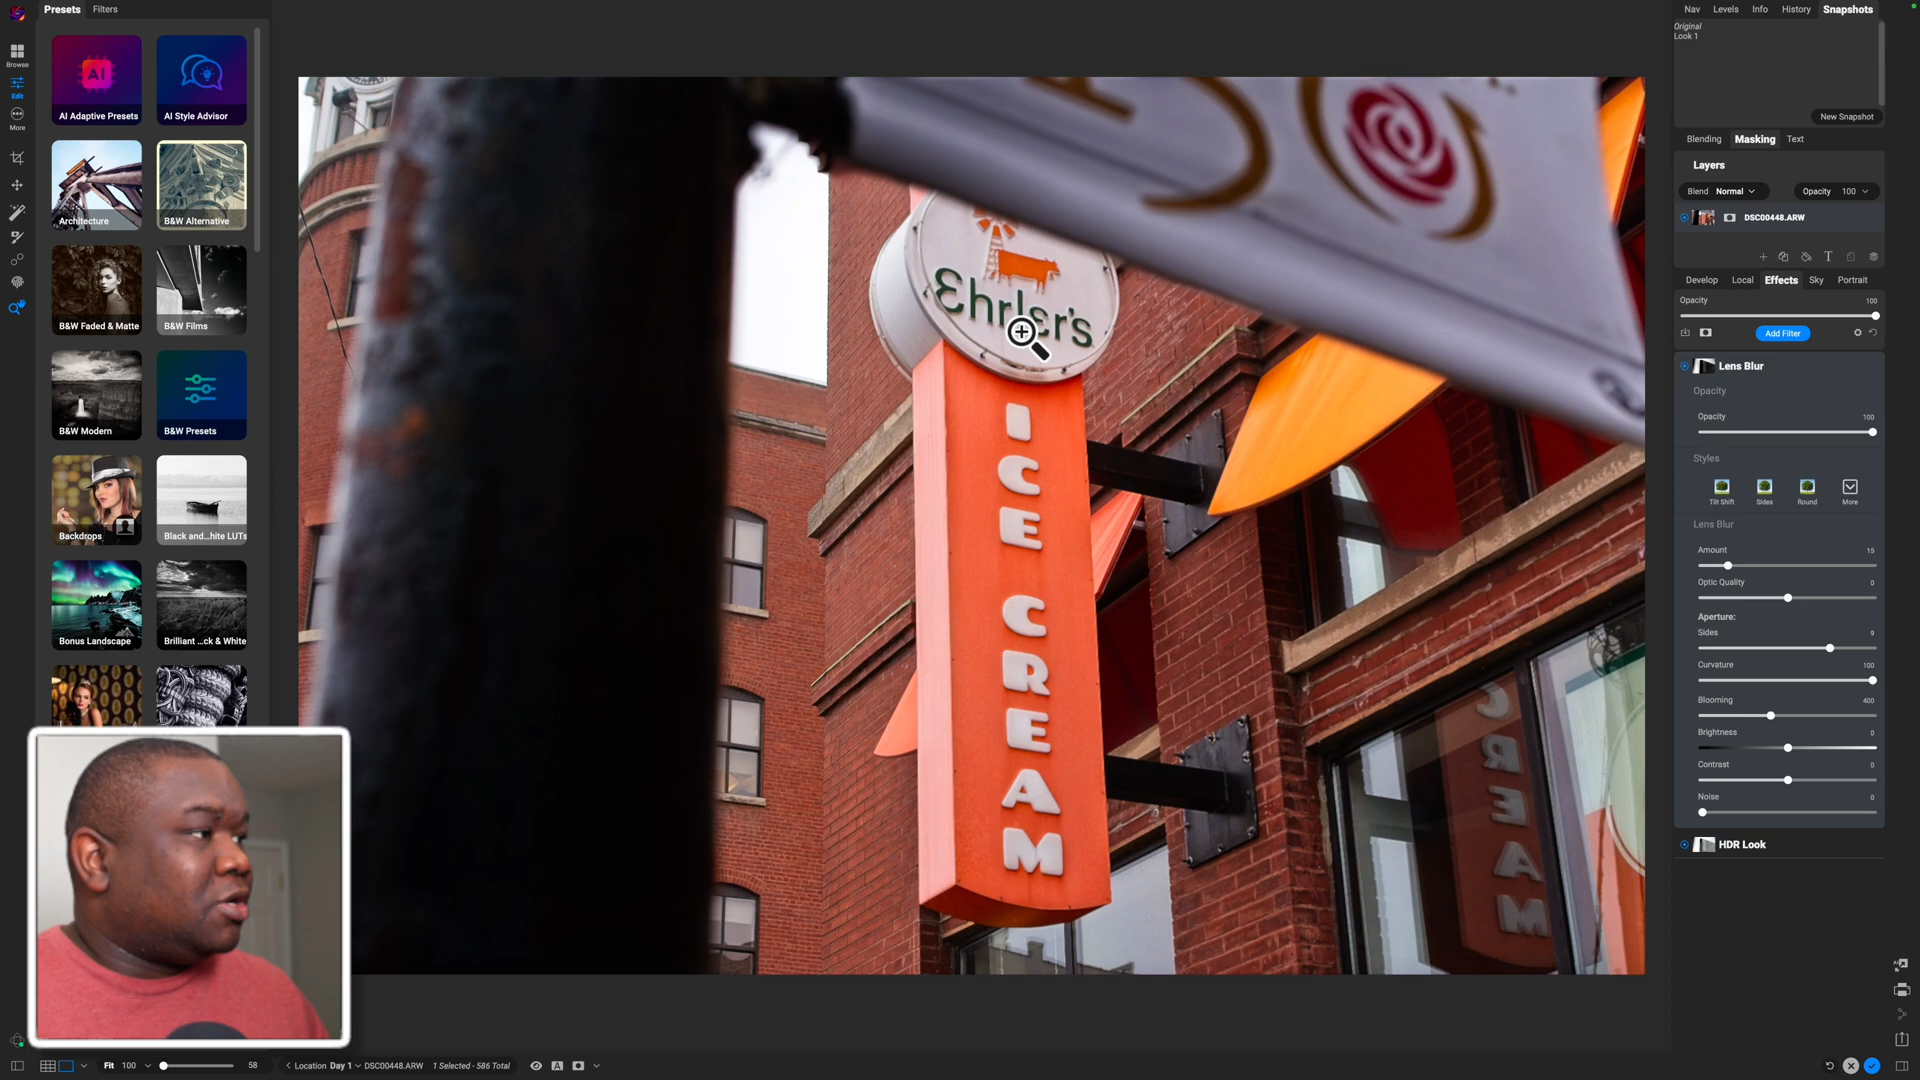 Presets
Filters
Nav
Levels
Info
History
Snapshots
Original
Look 1
New Snapshot
Browse
Edit
More
AI
AI Adaptive Presets
AI Style Advisor
Architecture
B&W Alternative
B&W Faded & Matte
B&W Films
B&W Modern
B&W Presets
Backdrops
Black and...hite LUTs
Bonus Landscape
Brilliant ...ck & White
Ehrler's
ICE CREAM
CREAM
Blending
Masking
Text
Layers
Blend
Normal
Opacity
100
DSC00448.ARW
Develop
Local
Effects
Sky
Portrait
Opacity
100
Add Filter
Lens Blur
Opacity
Opacity
100
Styles
Tilt Shift
Sides
Round
More
Lens Blur
Amount
15
Optic Quality
0
Aperture:
Sides
9
Curvature
100
Blooming
400
Brightness
0
Contrast
0
Noise
0
HDR Look
Fit
100
58
Location
Day 1
DSC00448.ARW
1 Selected - 586 Total
A